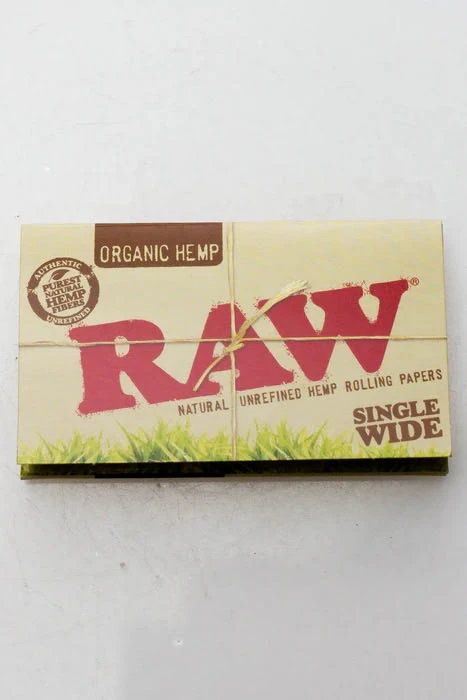 ORGANIC HEMP
AUTHENTIC
PUREST
NATURAL
HEMP
FIBERS
UNREFINED
RAW®
NATURAL UNREFINED HEMP ROLLING PAPERS
SINGLE
WIDE